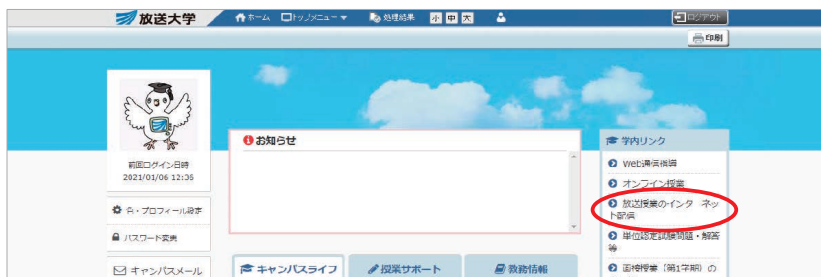 放送大学
ホーム
トップメニュー▼
処理結果
小 中 大
ログアウト
印刷
前回ログイン日時
2021/01/06 12:36
プロフィール設定
パスワード変更
キャンパスメール
お知らせ
キャンパスライフ
授業サポート
教務情報
学内リンク
Web通信指導
オンライン授業
放送授業のインターネッ
ト配信
単位認定試験問題・解答
等
面接授業（第1学期）の